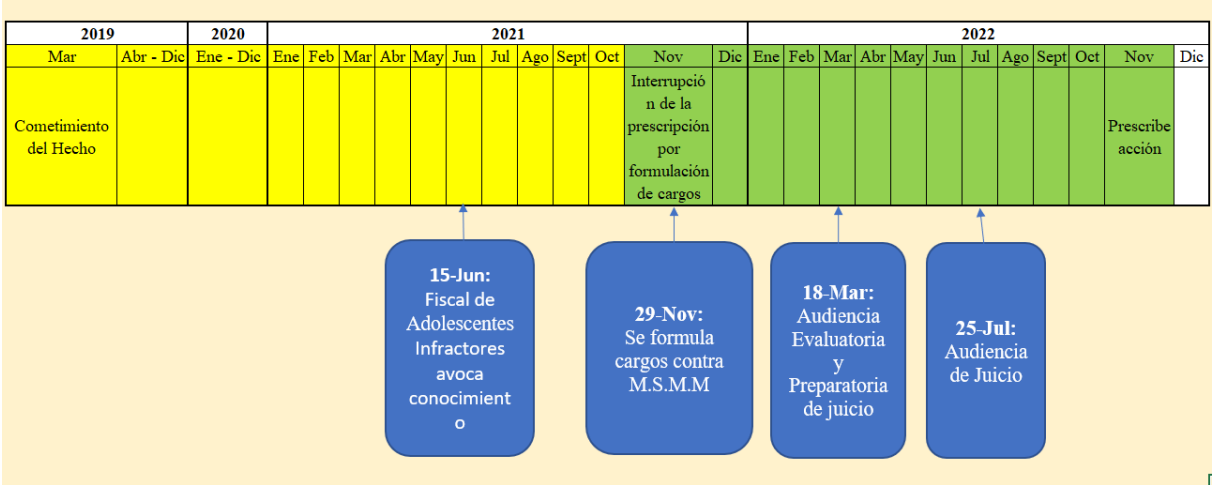 2019 2020 2021 2022
Mar Abr - Dic Ene - Dic Ene Feb Mar Abr May Jun Jul Ago Sept Oct Nov Dic Ene Feb Mar Abr May Jun Jul Ago Sept Oct Nov Dic
Cometimiento
del Hecho
Interrupció
n de la
prescripción
por
formulación
de cargos
Prescribe
acción
15-Jun:
Fiscal de
Adolescentes
Infractores
avoca
conocimient
o
29-Nov:
Se formula
cargos contra
M.S.M.M
18-Mar:
Audiencia
Evaluatoria
y
Preparatoria
de juicio
25-Jul:
Audiencia
de Juicio